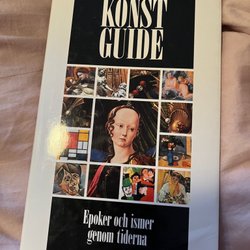 KONST
GUIDE
Epoker och ismer
genom tiderna